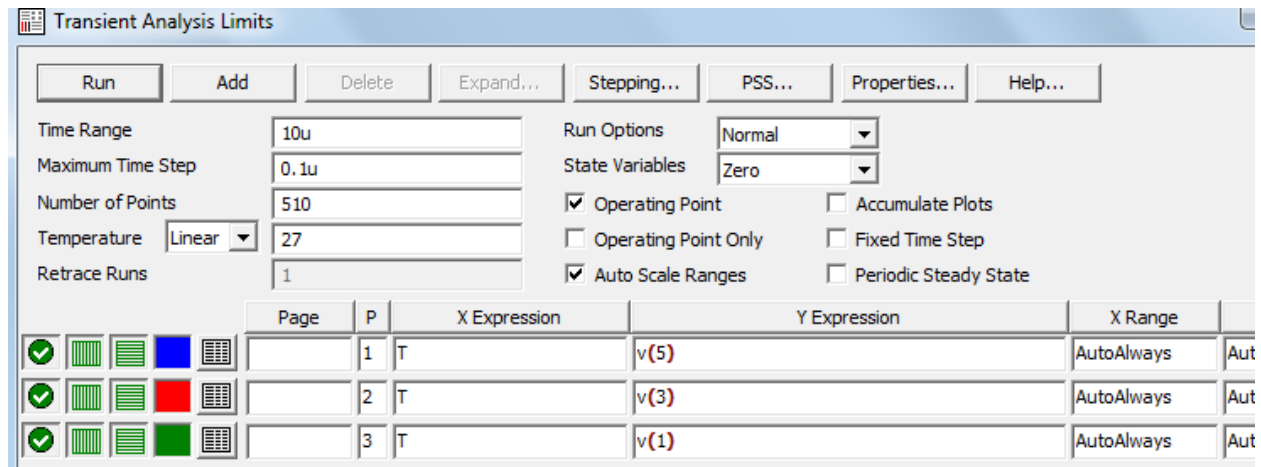 Transient Analysis Limits
Run Add Delete Expand... Stepping... PSS... Properties... Help...
Time Range 10u Run Options Normal
Maximum Time Step 0.1u State Variables Zero
Number of Points 510 Operating Point Accumulate Plots
Temperature Linear 27 Operating Point Only Fixed Time Step
Retrace Runs 1 Auto Scale Ranges Periodic Steady State
Page P X Expression Y Expression X Range
1 T v(5) AutoAlways Aut
2 T v(3) AutoAlways Aut
3 T v(1) AutoAlways Aut